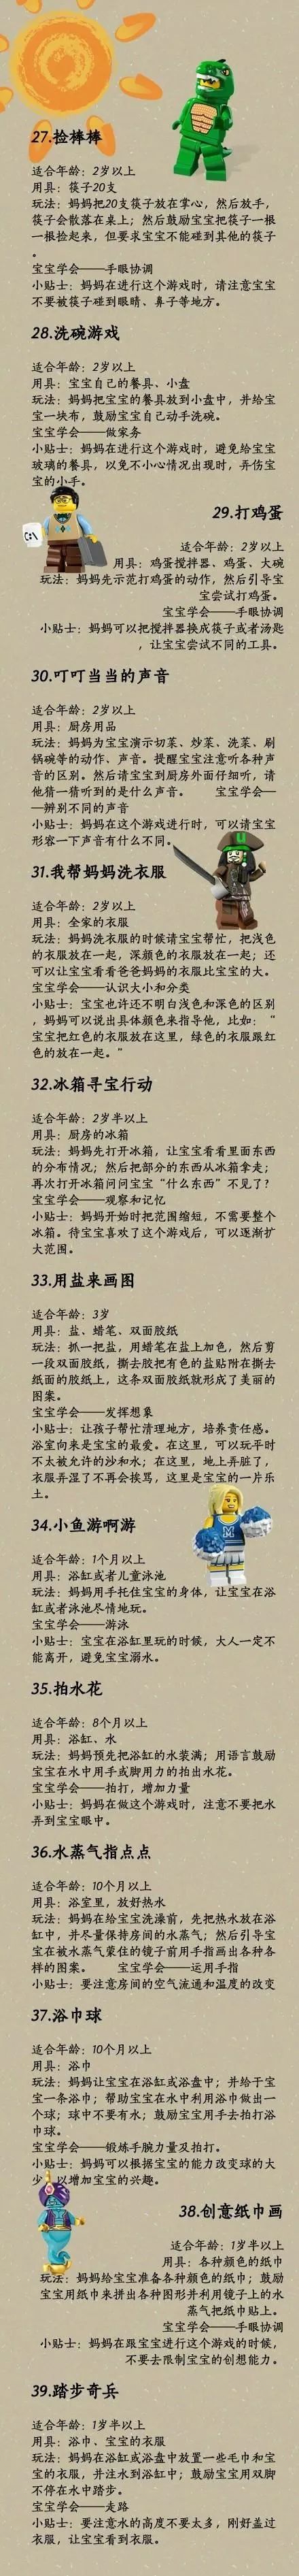 27.捡棒棒
适合年龄：2岁以上
用具：筷子20支
玩法：妈妈把20支筷子放在掌心，然后放手，
筷子会散落在桌上；然后鼓励宝宝把筷子一根
一根捡起来，但要求宝宝不能碰到其他的筷子
。
宝宝学会——手眼协调
小贴士：妈妈在进行这个游戏时，请注意宝宝
不要被筷子碰到眼睛、鼻子等地方。
28.洗碗游戏
适合年龄：2岁以上
用具：宝宝自己的餐具、小盘
玩法：妈妈把宝宝的餐具放到小盘中，并给宝
宝一块布，鼓励宝宝自己动手洗碗。
宝宝学会——做家务
小贴士：妈妈在进行这个游戏时，避免给宝宝
玻璃的餐具，以免不小心情况出现时，弄伤宝
宝的小手。
C:\
29.打鸡蛋
适合年龄：2岁以上
用具：鸡蛋搅拌器、鸡蛋、大碗
玩法：妈妈先示范打鸡蛋的动作，然后引导宝
宝尝试打鸡蛋。
宝宝学会——手眼协调
小贴士：妈妈可以把搅拌器换成筷子或者汤匙
，让宝宝尝试不同的工具。
30.叮叮当当的声音
适合年龄：2岁以上
用具：厨房用品
玩法：妈妈为宝宝演示切菜、炒菜、洗菜、刷
锅碗等的动作、声音。提醒宝宝注意听各种声
音的区别。然后请宝宝到厨房外面仔细听，请
他猜一猜听到的是什么声音。 宝宝学会—
—辨别不同的声音
小贴士：妈妈在这个游戏进行时，可以请宝宝
形容一下声音有什么不同。
31.我帮妈妈洗衣服
适合年龄：2岁以上
用具：全家的衣服
玩法：妈妈洗衣服的时候请宝宝帮忙，把浅色
的衣服放在一起，深颜色的衣服放在一起；还
可以让宝宝看看爸爸妈妈的衣服比宝宝的大。
宝宝学会——认识大小和分类
小贴士：宝宝也许还不明白浅色和深色的区别
，妈妈可以说出具体颜色来指导他，比如：“
宝宝把红色的衣服放在这里，绿色的衣服跟红
色的放在一起。”
32.冰箱寻宝行动
适合年龄：2岁半以上
用具：厨房的冰箱
玩法：妈妈先打开冰箱，让宝宝看看里面东西
的分布情况；然后把部分的东西从冰箱拿走；
再次打开冰箱问问宝宝“什么东西”不见了？
宝宝学会——观察和记忆
小贴士：妈妈开始时把范围缩短，不需要整个
冰箱。待宝宝喜欢了这个游戏后，可以逐渐扩
大范围。
33.用盐来画图
适合年龄：3岁
用具：盐、蜡笔、双面胶纸
玩法：抓一把盐，用蜡笔在盐上加色，然后剪
一段双面胶纸，撕去胶把有色的盐贴附在撕去
纸面的胶纸上，这条双面胶纸就形成了美丽的
图案。
宝宝学会——发挥想象
小贴士：让孩子帮忙清理地方，培养责任感。
浴室向来是宝宝的最爱。在这里，可以玩平时
不太被允许的沙和水；在这里，地上弄脏了，
衣服弄湿了不再会挨骂，这里是宝宝的一片乐
土。
34.小鱼游啊游
适合年龄：1个月以上
用具：浴缸或者儿童泳池
玩法：妈妈用手托住宝宝的身体，让宝宝在浴
缸或者泳池尽情地玩。
宝宝学会——游泳
小贴士：宝宝在浴缸里玩的时候，大人一定不
能离开，避免宝宝溺水。
M
35.拍水花
适合年龄：8个月以上
用具：浴缸、水
玩法：妈妈预先把浴缸的水装满；用语言鼓励
宝宝在水中用手或脚用力的拍出水花。
宝宝学会——拍打，增加力量
小贴士：妈妈在做这个游戏时，注意不要把水
弄到宝宝眼中。
36.水蒸气指点点
适合年龄：10个月以上
用具：浴室里，放好热水
玩法：妈妈在给宝宝洗澡前，先把热水放在浴
缸中，并尽量保持房间的水蒸气；然后引导宝
宝在被水蒸气蒙住的镜子前用手指画出各种各
样的图案。 宝宝学会——运用手指
小贴士：要注意房间的空气流通和温度的改变
37.浴巾球
适合年龄：10个月以上
用具：浴巾
玩法：妈妈让宝宝在浴缸或浴盘中；并给于宝
宝一条浴巾；帮助宝宝在水中利用浴巾做出一
个球；球中不要有水；鼓励宝宝用手去拍打浴
巾球。
宝宝学会——锻炼手腕力量及拍打。
小贴士：妈妈可以根据宝宝的能力改变球的大
少，以增加宝宝的兴趣。
38.创意纸巾画
适合年龄：1岁半以上
用具：各种颜色的纸巾
玩法：妈妈给宝宝准备各种颜色的纸巾；鼓励
宝宝用纸巾来拼出各种图形并利用镜子上的水
蒸气把纸巾贴上。
宝宝学会——手眼协调
小贴士：妈妈在跟宝宝进行这个游戏的时候，
不要去限制宝宝的创想能力。
39.踏步奇兵
适合年龄：1岁半以上
用具：浴巾、宝宝的衣服
玩法：妈妈在浴缸或浴盘中放置一些毛巾和宝
宝的衣服，并注水到浴缸中；鼓励宝宝用双脚
不停在水中踏步。
宝宝学会——走路
小贴士：要注意水的高度不要太多，刚好盖过
衣服，让宝宝看到衣服。